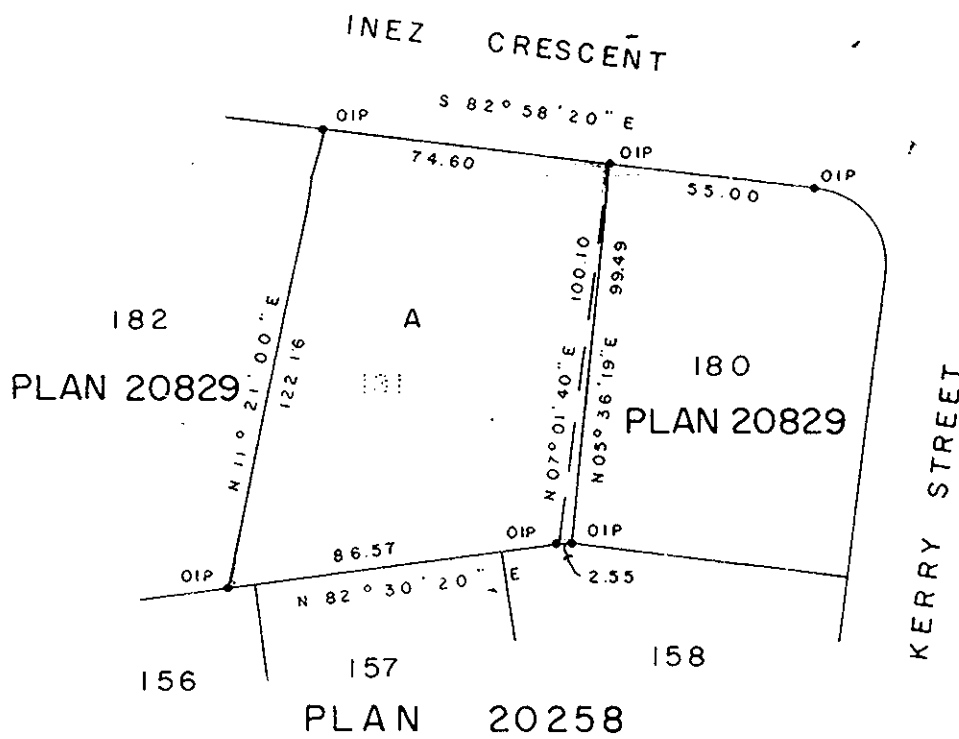 INEZ CRESCENT
S 82° 58' 20" E
OIP
74.60
OIP
55.00
OIP
182
PLAN 20829
N 11° 21' 00" E
122.16
A
181
100.10
99.49
N 07° 01' 40" E
N 05° 36' 19" E
180
PLAN 20829
KERRY STREET
OIP
86.57
N 82° 30' 20" E
OIP
OIP
2.55
156
157
158
PLAN 20258